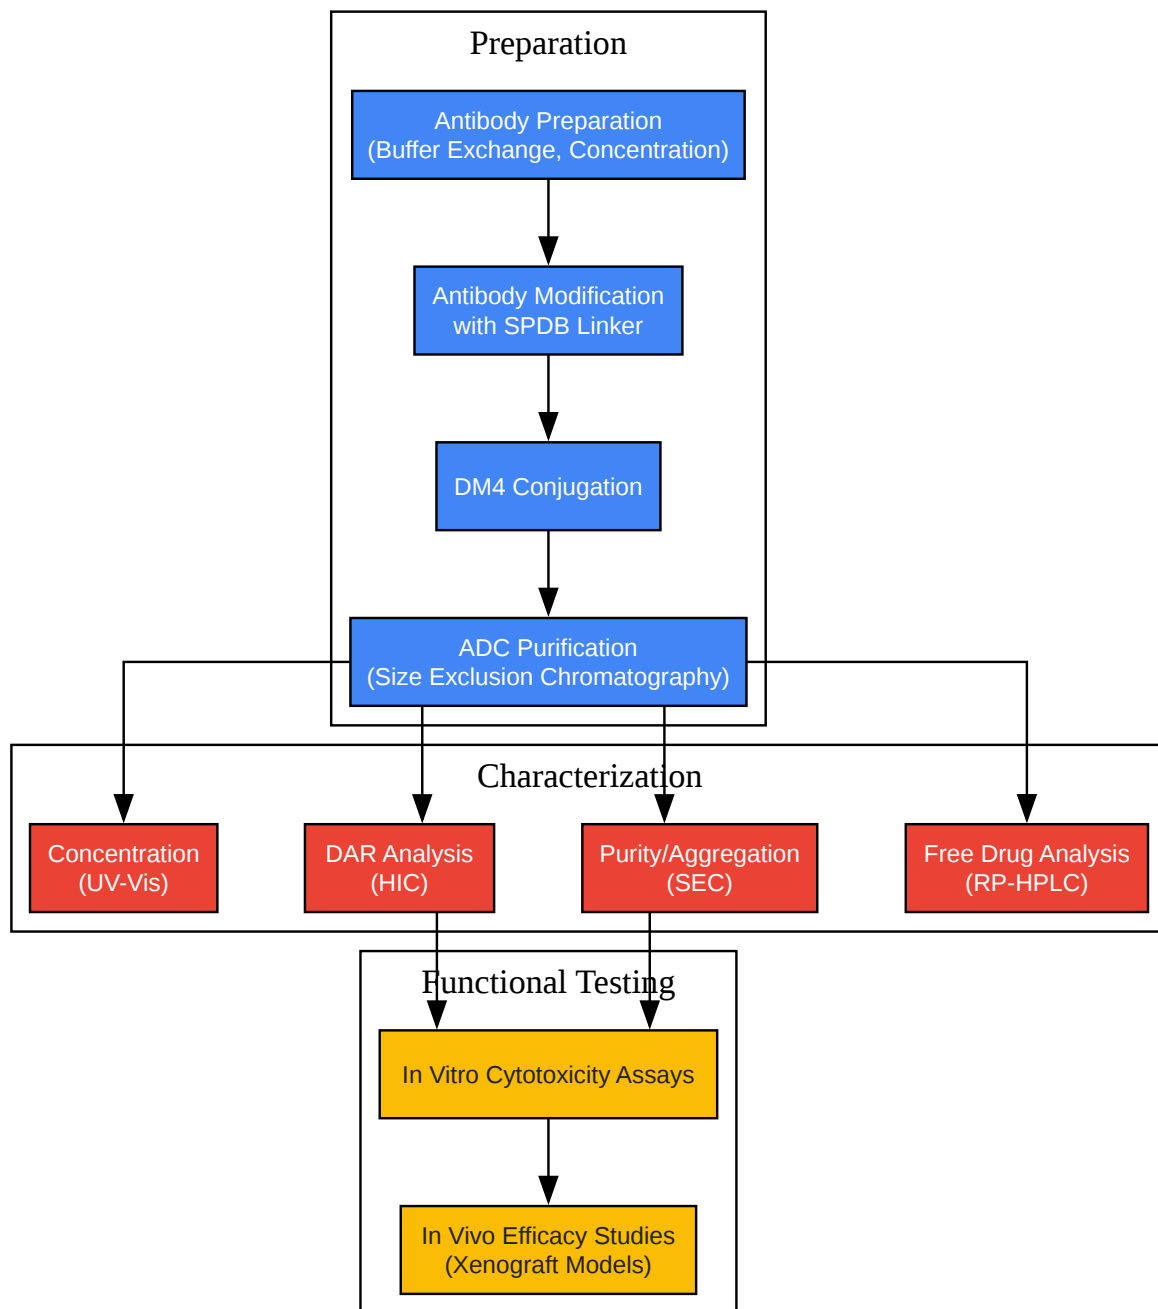 Preparation
Antibody Preparation
(Buffer Exchange, Concentration)
Antibody Modification
with SPDB Linker
DM4 Conjugation
ADC Purification
(Size Exclusion Chromatography)
Characterization
Concentration
(UV-Vis)
DAR Analysis
(HIC)
Purity/Aggregation
(SEC)
Free Drug Analysis
(RP-HPLC)
Functional Testing
In Vitro Cytotoxicity Assays
In Vivo Efficacy Studies
(Xenograft Models)